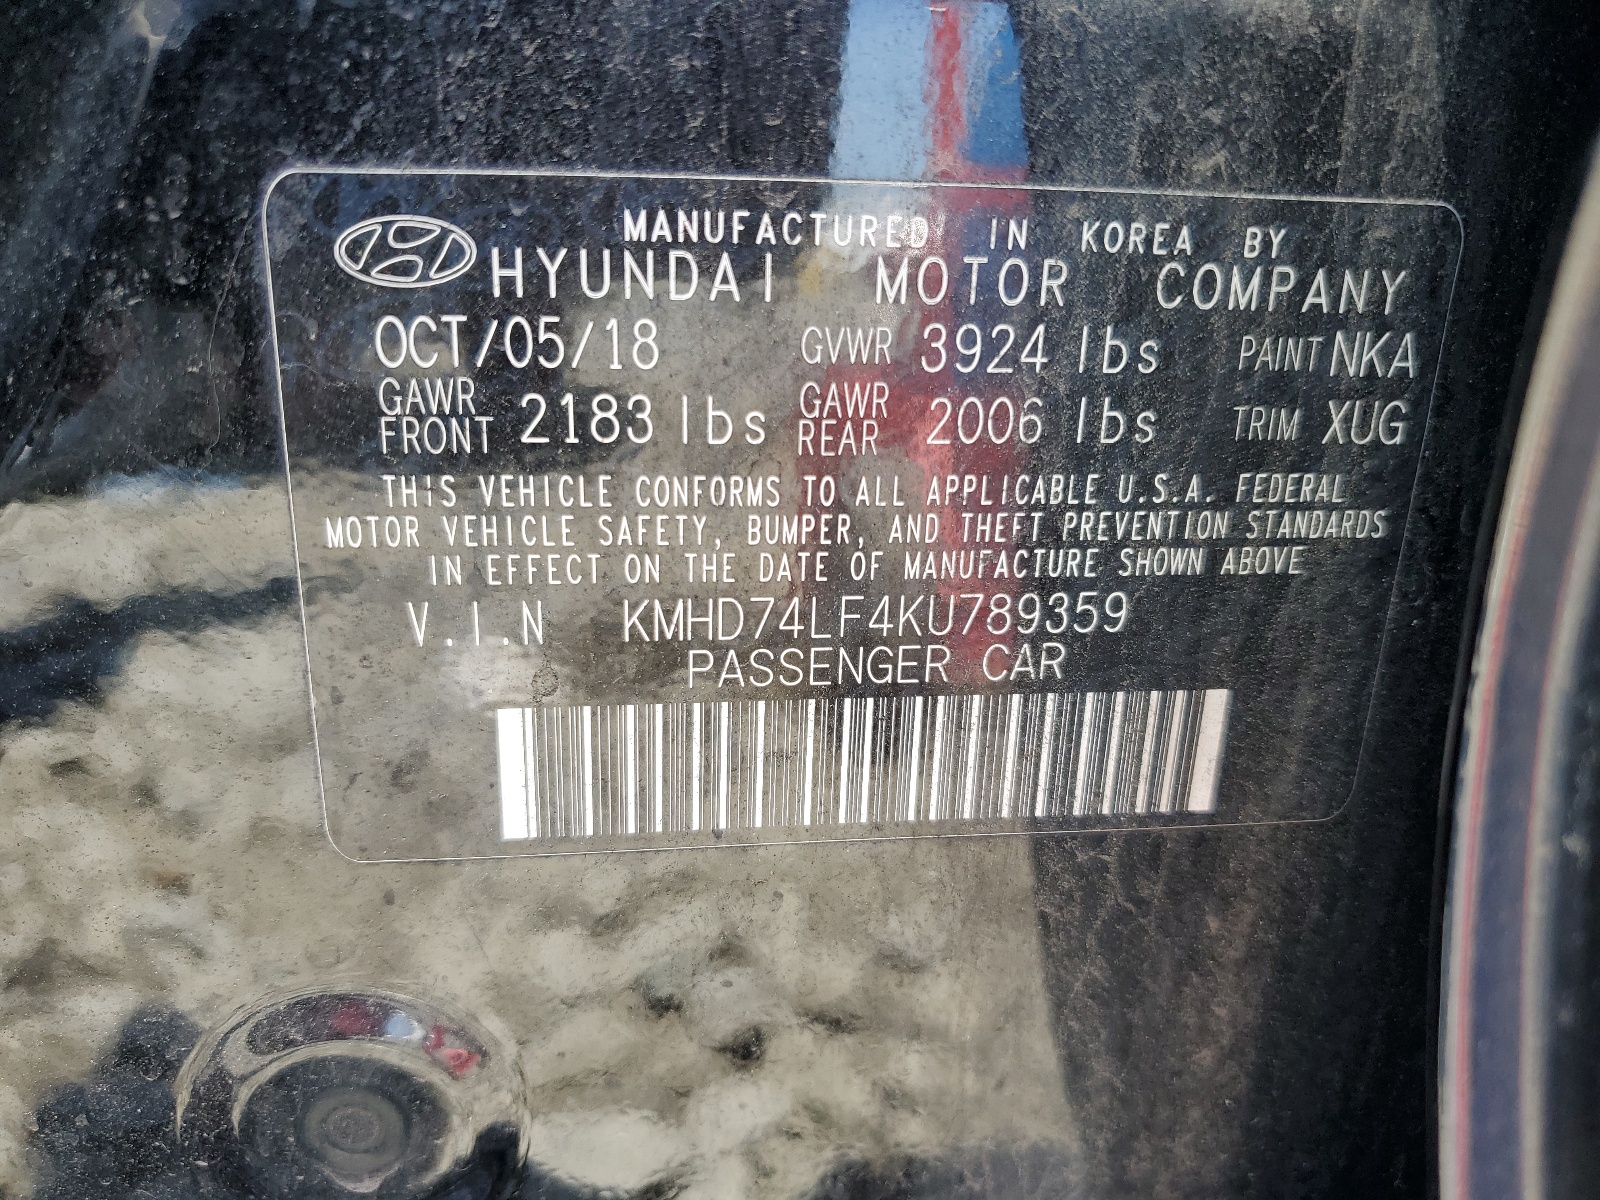 MANUFACTURED IN KOREA BY
HYUNDAI MOTOR COMPANY
OCT/05/18 GVWR 3924 lbs PAINT NKA
GAWR FRONT 2183 lbs GAWR REAR 2006 lbs TRIM XUG
THIS VEHICLE CONFORMS TO ALL APPLICABLE U.S.A. FEDERAL
MOTOR VEHICLE SAFETY, BUMPER, AND THEFT PREVENTION STANDARDS
IN EFFECT ON THE DATE OF MANUFACTURE SHOWN ABOVE
V.I.N KMHD74LF4KU789359
PASSENGER CAR